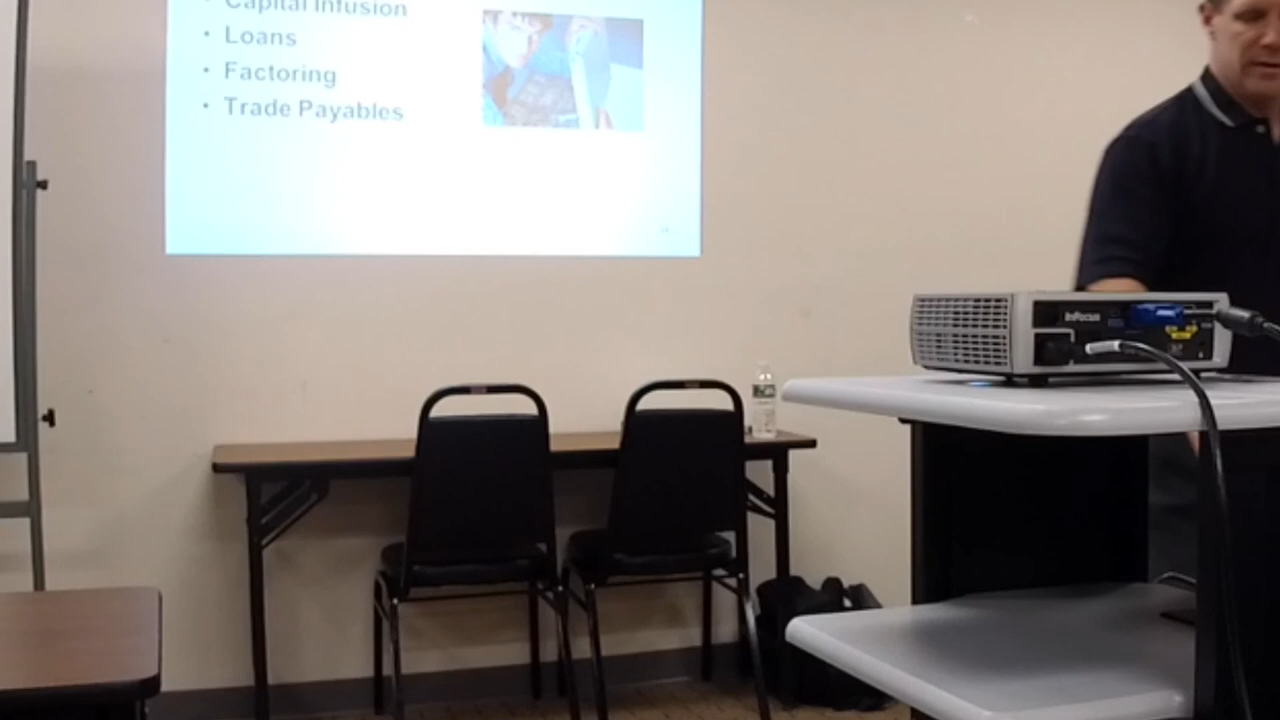 Capital Infusion
Loans
Factoring
Trade Payables
InFocus